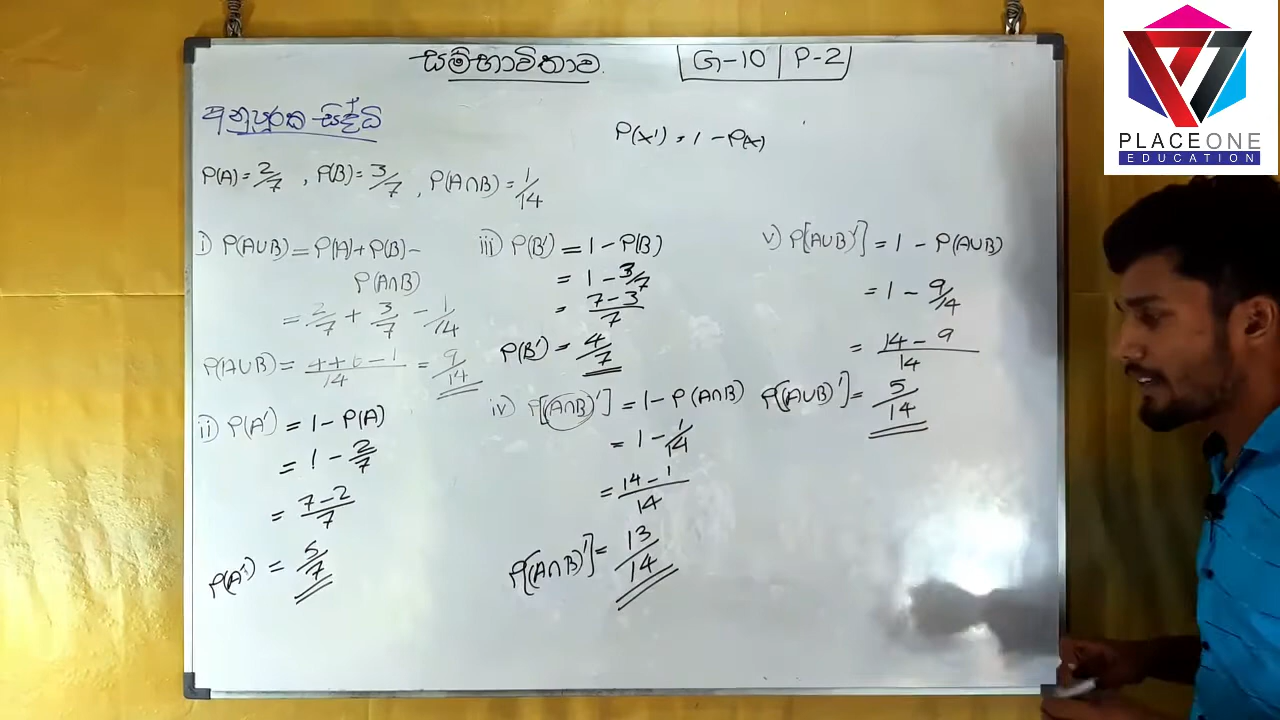 සම්භාවිතාව.
G-10 | P-2
අනුපූරක සිද්ධි
P(x') = 1 - P(x)
P(A) = 2/7 , P(B) = 3/7 , P(A∩B) = 1/14
i) P(A∪B) = P(A) + P(B) -
P(A∩B)
= 2/7 + 3/7 - 1/14
P(A∪B) = 4+6-1/14 = 9/14
ii) P(A') = 1 - P(A)
= 1 - 2/7
= 7-2/7
P(A') = 5/7
iii) P(B') = 1 - P(B)
= 1 - 3/7
= 7-3/7
P(B') = 4/7
iv) P[(A∩B)'] = 1 - P(A∩B)
= 1 - 1/14
= 14-1/14
P[(A∩B)'] = 13/14
v) P[A∪B)'] = 1 - P(A∪B)
= 1 - 9/14
= 14-9/14
P[(A∪B)'] = 5/14
PLACEONE
EDUCATION